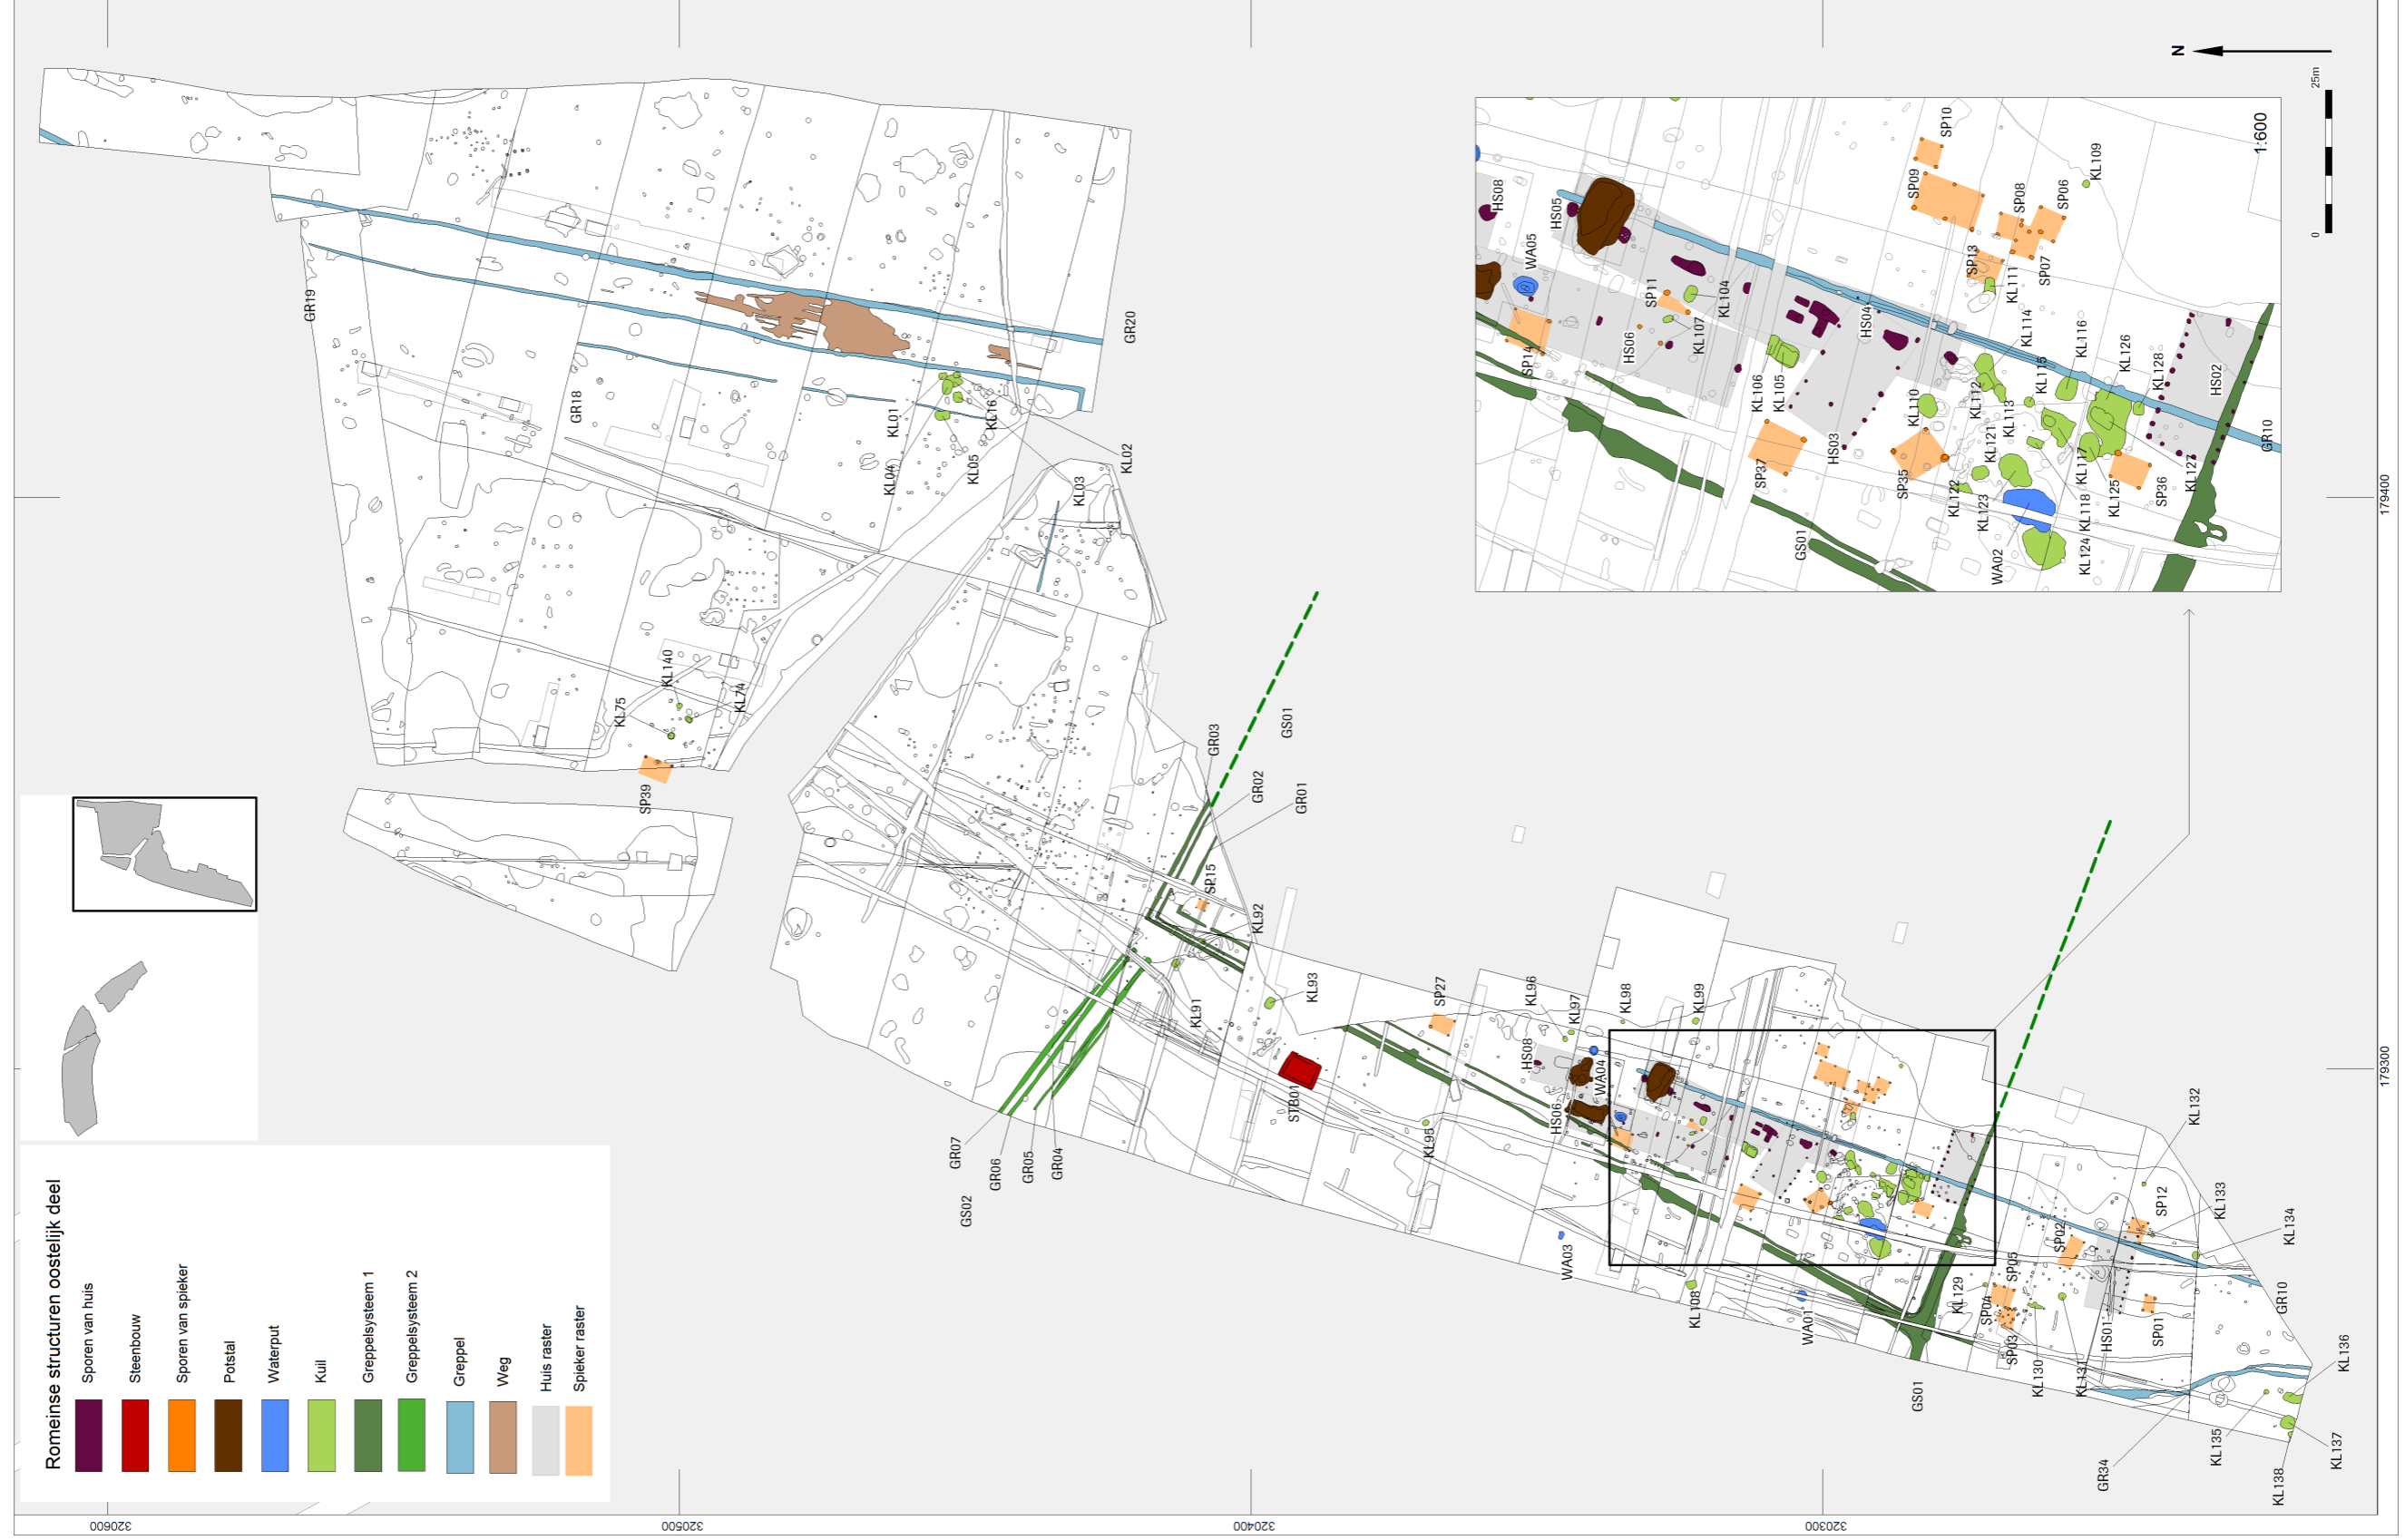 Romeinse structuren oostelijk deel
Sporen van huis
Steenbouw
Sporen van spieker
Potstal
Waterput
Kuil
Greppelsysteem 1
Greppelsysteem 2
Greppel
Weg
Huis raster
Spieker raster
320600
320500
320400
320300
179400
179300
N
0
25m
1:600
GR19
GR18
GR20
KL01
KL16
KL04
KL05
KL02
KL03
KL75
KL140
KL74
SP39
GS01
GR03
GR02
GR01
SP15
KL92
KL91
KL93
GR07
GR06
GR05
GR04
GS02
STB01
SP27
KL95
KL96
KL97
KL98
KL99
HS08
WA04
HS06
WA03
KL108
WA01
GS01
KL129
SP04
SP05
SP03
SP02
KL130
KL131
HS01
SP01
SP12
KL132
KL133
KL134
GR10
KL136
KL135
KL137
KL138
GR34
HS08
HS05
WA05
SP14
SP11
HS06
KL104
KL107
KL106
KL105
SP37
HS03
HS04
GS01
SP09
SP10
SP08
SP06
SP13
SP07
KL109
KL111
KL114
KL110
KL112
KL113
KL115
KL116
KL126
KL128
HS02
SP35
KL121
KL122
KL123
KL117
KL118
KL125
KL127
SP36
WA02
KL124
GR10